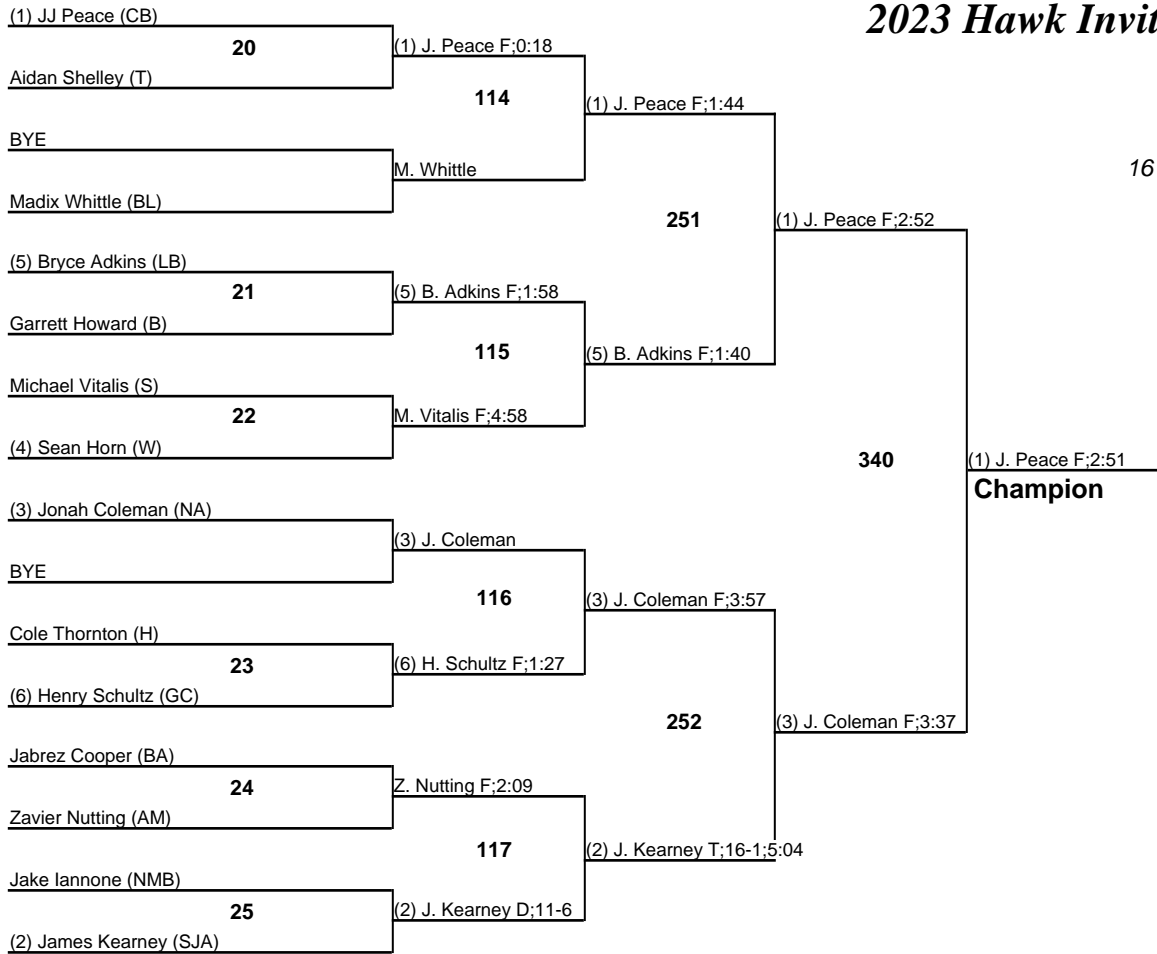 2023 Hawk Invit
16
(1) JJ Peace (CB)
20
Aidan Shelley (T)
BYE
Madix Whittle (BL)
(5) Bryce Adkins (LB)
21
Garrett Howard (B)
Michael Vitalis (S)
22
(4) Sean Horn (W)
(3) Jonah Coleman (NA)
BYE
Cole Thornton (H)
23
(6) Henry Schultz (GC)
Jabrez Cooper (BA)
24
Zavier Nutting (AM)
Jake Iannone (NMB)
25
(2) James Kearney (SJA)
(1) J. Peace F;0:18
114
M. Whittle
(5) B. Adkins F;1:58
115
M. Vitalis F;4:58
(3) J. Coleman
116
(6) H. Schultz F;1:27
Z. Nutting F;2:09
117
(2) J. Kearney D;11-6
(1) J. Peace F;1:44
251
(5) B. Adkins F;1:40
(3) J. Coleman F;3:57
252
(2) J. Kearney T;16-1;5:04
(1) J. Peace F;2:52
340
(3) J. Coleman F;3:37
(1) J. Peace F;2:51
Champion